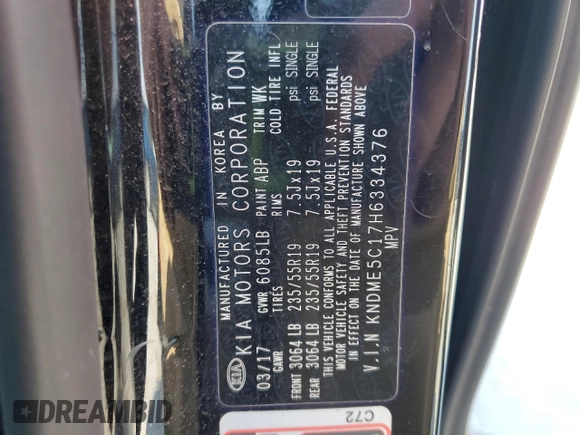 MANUFACTURED IN KOREA BY
KIA KIA MOTORS CORPORATION
03/17 GVWR 6085LB PAINT ABP TRIM WK
GAWR TIRES RIMS COLD TIRE INFL
FRONT 3064 LB 235/55R19 7.5Jx19 psi SINGLE
REAR 3064 LB 235/55R19 7.5Jx19 psi SINGLE
THIS VEHICLE CONFORMS TO ALL APPLICABLE U.S.A. FEDERAL
MOTOR VEHICLE SAFETY AND THEFT PREVENTION STANDARDS
IN EFFECT ON THE DATE OF MANUFACTURE SHOWN ABOVE
V.I.N KNDME5C17H6334376
MPV
C72
DREAMBID